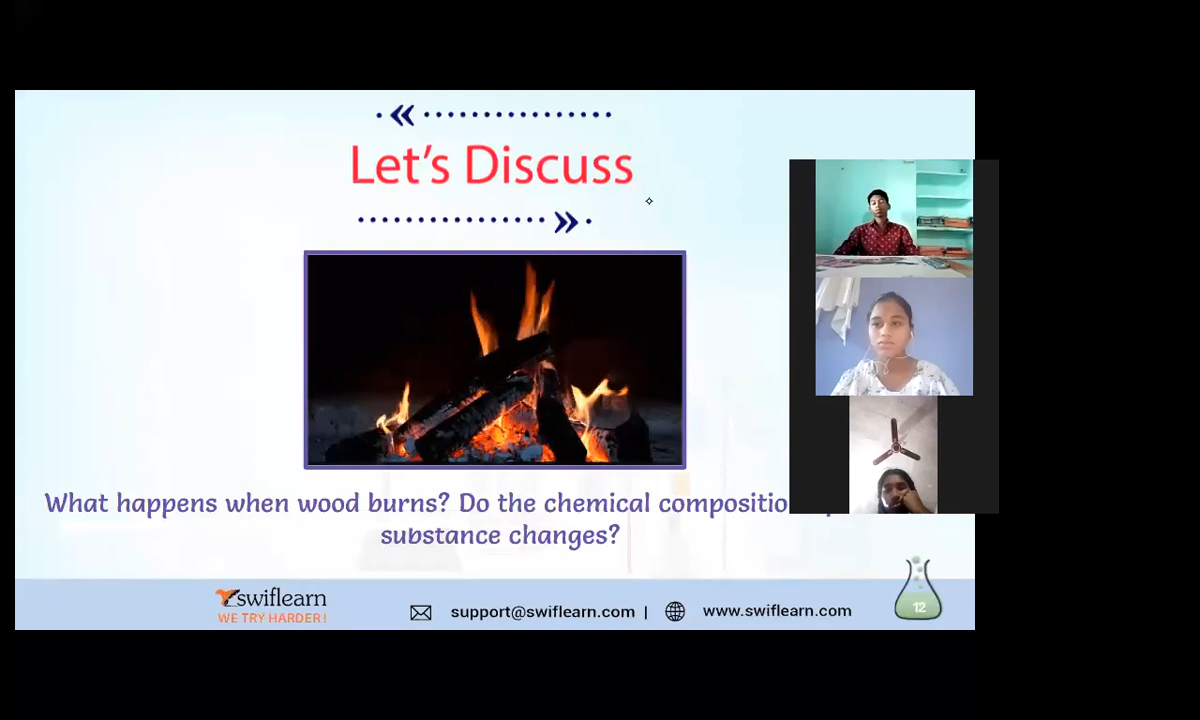 Let's Discuss
What happens when wood burns? Do the chemical compositio
substance changes?
swiflearn
WE TRY HARDER!
support@swiflearn.com |
www.swiflearn.com
12